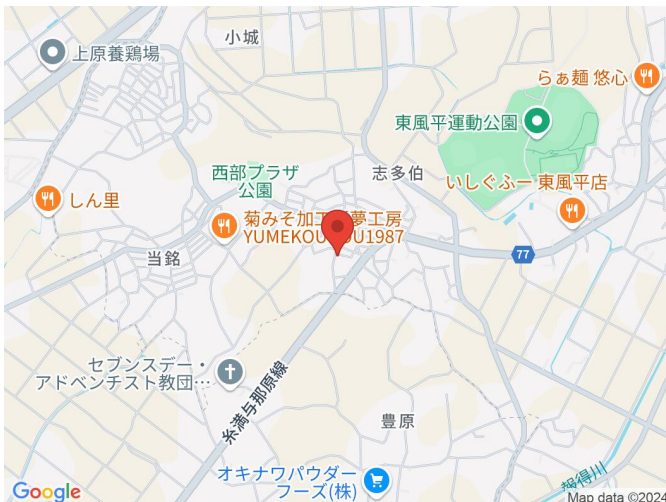 小城
上原養鶏場
らぁ麺 悠心
東風平運動公園
西部プラザ
公園
志多伯
いしぐふー 東風平店
しん里
菊みそ加工
夢工房
YUMEKOU
U1987
当銘
77
セブンスデー・
アドベンチスト教団…
糸満与那原線
豊原
オキナワパウダー
フーズ(株)
報得川
Google
Map data ©2024